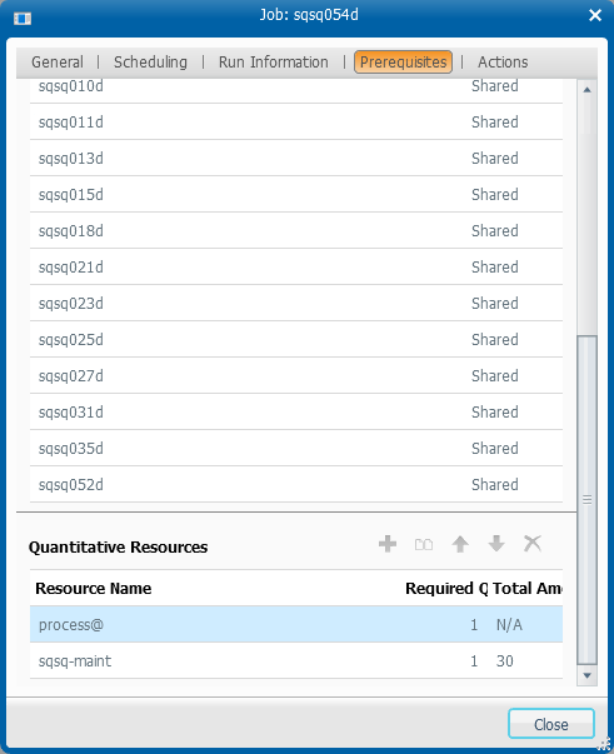 Job: sqsq054d
General | Scheduling | Run Information | Prerequisites | Actions
sqsq010d Shared
sqsq011d Shared
sqsq013d Shared
sqsq015d Shared
sqsq018d Shared
sqsq021d Shared
sqsq023d Shared
sqsq025d Shared
sqsq027d Shared
sqsq031d Shared
sqsq035d Shared
sqsq052d Shared
Quantitative Resources
Resource Name Required Q Total Am
process@ 1 N/A
sqsq-maint 1 30
Close